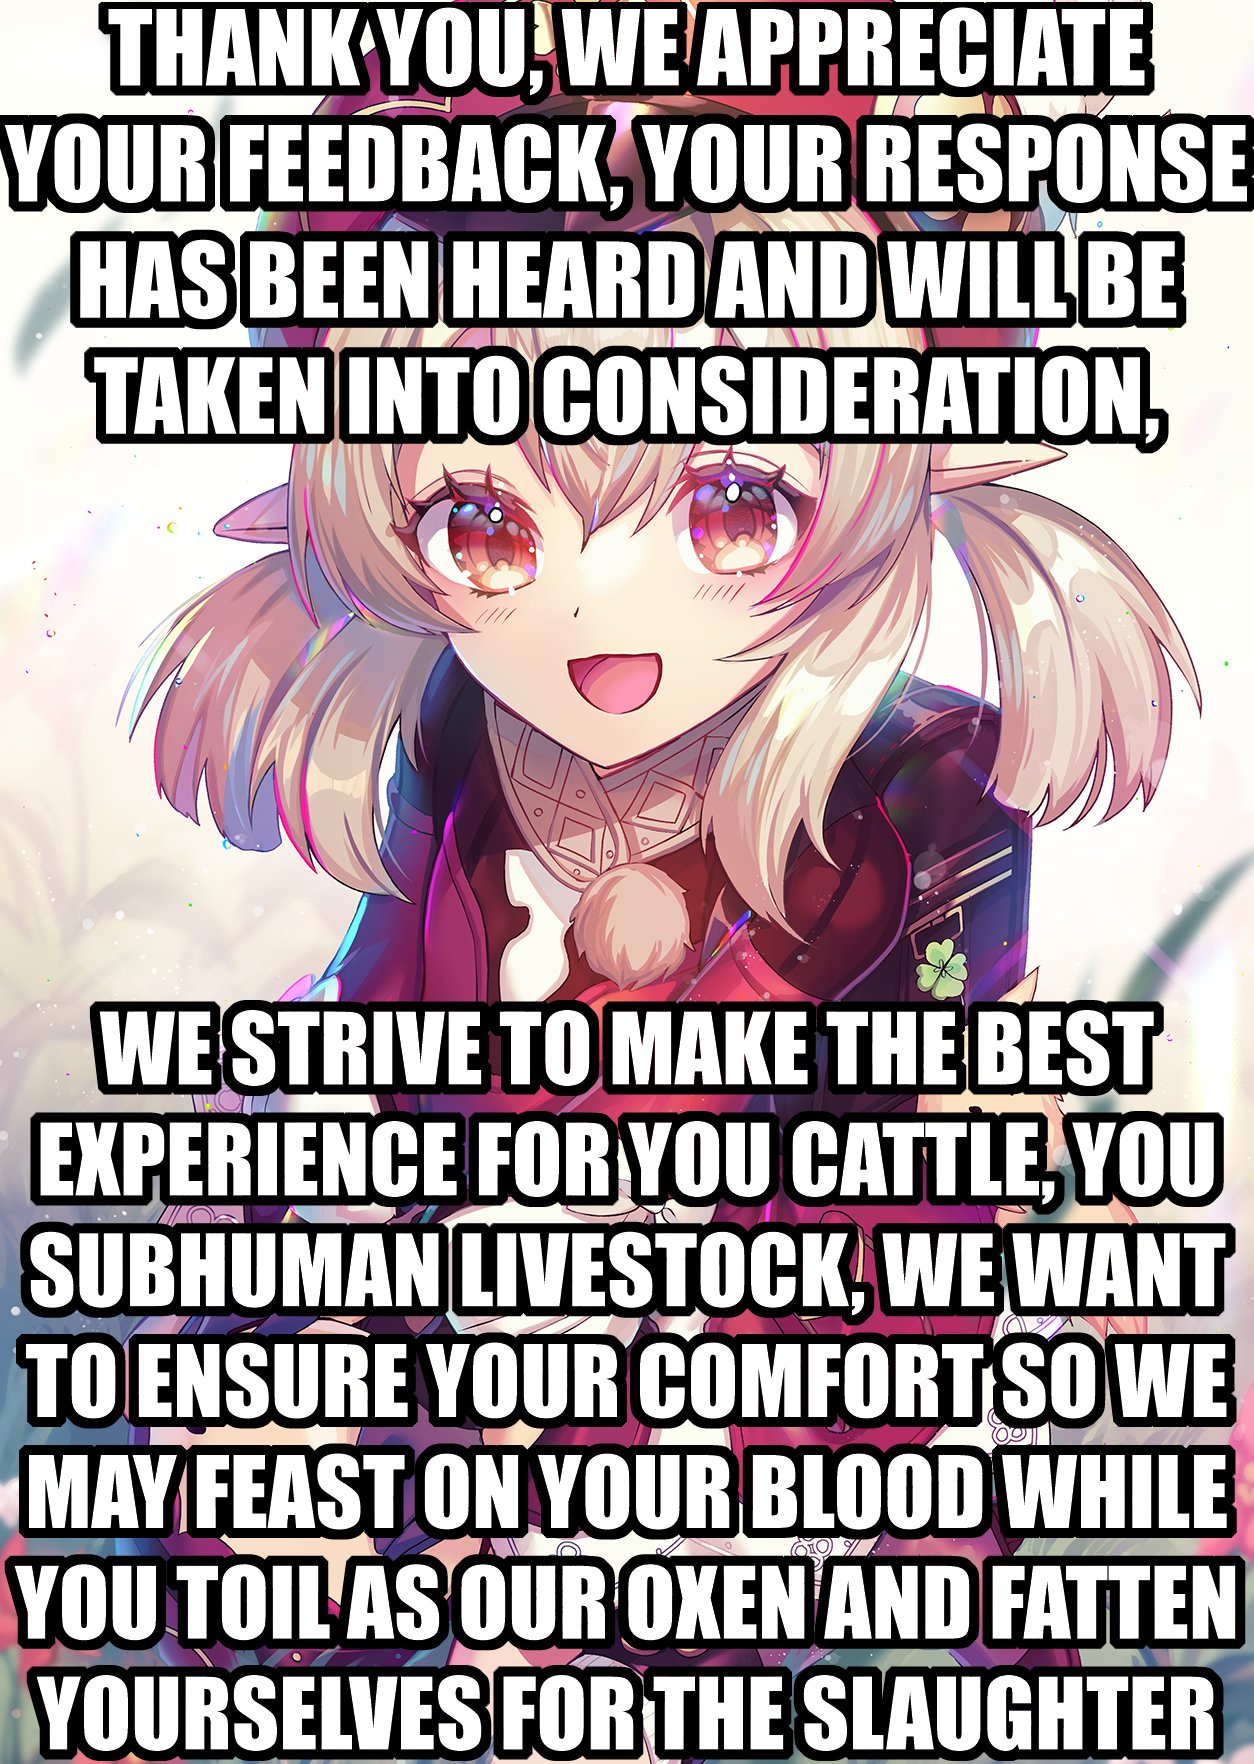 THANK YOU, WE APPRECIATE
YOUR FEEDBACK, YOUR RESPONSE
HAS BEEN HEARD AND WILL BE
TAKEN INTO CONSIDERATION,
WE STRIVE TO MAKE THE BEST
EXPERIENCE FOR YOU CATTLE, YOU
SUBHUMAN LIVESTOCK, WE WANT
TO ENSURE YOUR COMFORT SO WE
MAY FEAST ON YOUR BLOOD WHILE
YOU TOIL AS OUR OXEN AND FATTEN
YOURSELVES FOR THE SLAUGHTER